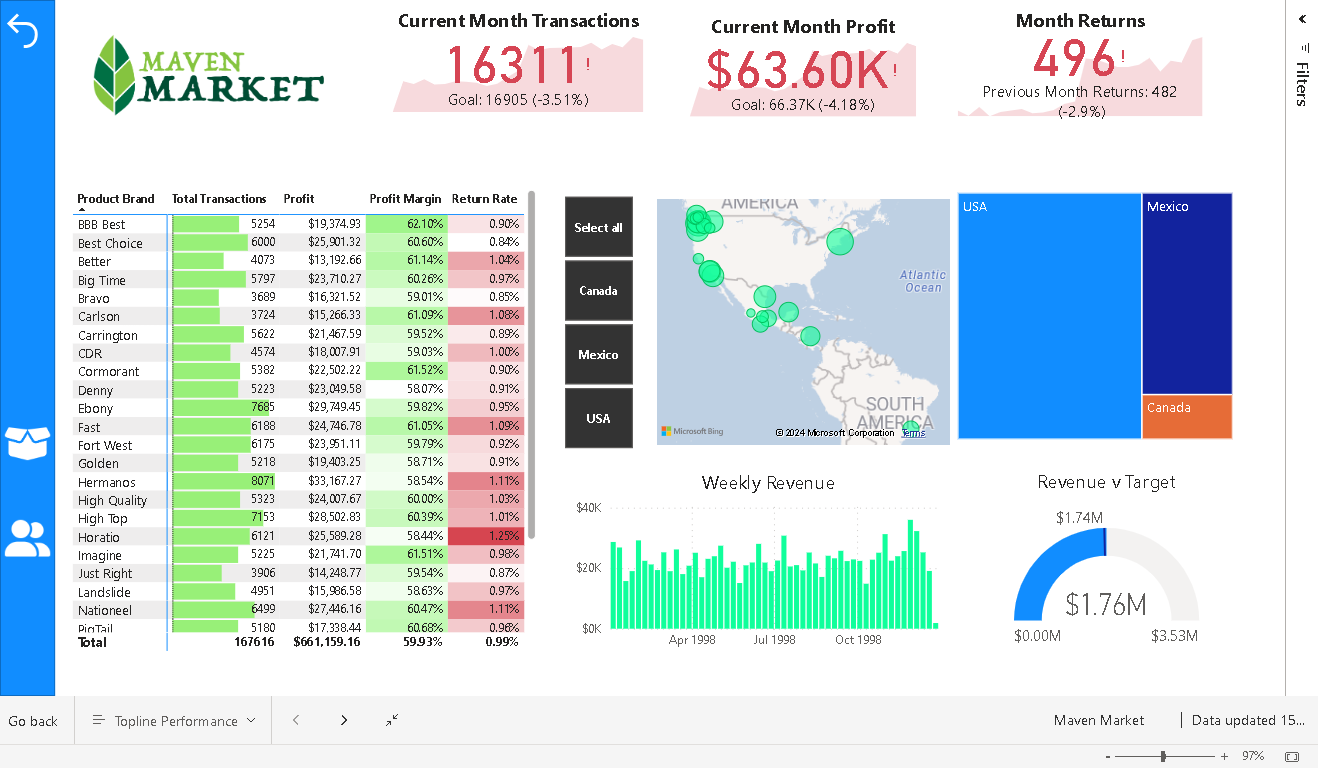 Current Month Transactions
16311!
Goal: 16905 (-3.51%)
Current Month Profit
$63.60K!
Goal: 66.37K (-4.18%)
Month Returns
496!
Previous Month Returns: 482
(-2.9%)
Filters
MAVEN
MARKET
Product Brand Total Transactions Profit Profit Margin Return Rate
BBB Best 5254 $19,374.93 62.10% 0.90%
Best Choice 6000 $25,901.32 60.60% 0.84%
Better 4073 $13,192.66 61.14% 1.04%
Big Time 5797 $23,710.27 60.26% 0.97%
Bravo 3689 $16,321.52 59.01% 0.85%
Carlson 3724 $15,266.33 61.09% 1.08%
Carrington 5622 $21,467.59 59.52% 0.89%
CDR 4574 $18,007.91 59.03% 1.00%
Cormorant 5382 $22,502.22 61.52% 0.90%
Denny 5223 $23,049.58 58.07% 0.91%
Ebony 7685 $29,749.45 59.82% 0.95%
Fast 6188 $24,746.78 61.05% 1.09%
Fort West 6175 $23,951.11 59.79% 0.92%
Golden 5218 $19,403.25 58.71% 0.91%
Hermanos 8071 $33,167.27 58.54% 1.11%
High Quality 5323 $24,007.67 60.00% 1.03%
High Top 7153 $28,502.83 60.39% 1.01%
Horatio 6121 $25,589.28 58.44% 1.25%
Imagine 5225 $21,741.70 61.51% 0.98%
Just Right 3906 $14,248.77 59.54% 0.87%
Landslide 4951 $15,986.58 58.63% 0.97%
Nationeel 6499 $27,446.16 60.47% 1.11%
PigTail 5180 $17,338.44 60.68% 0.96%
Total 167616 $661,159.16 59.93% 0.99%
Select all
Canada
Mexico
USA
AMERICA
Atlantic
Ocean
SOUTH
AMERICA
Microsoft Bing
© 2024 Microsoft Corporation Terms
USA
Mexico
Canada
Weekly Revenue
$40K
$20K
$0K
Apr 1998 Jul 1998 Oct 1998
Revenue v Target
$1.74M
$1.76M
$0.00M $3.53M
Go back
Topline Performance
Maven Market | Data updated 15...
- + 97%